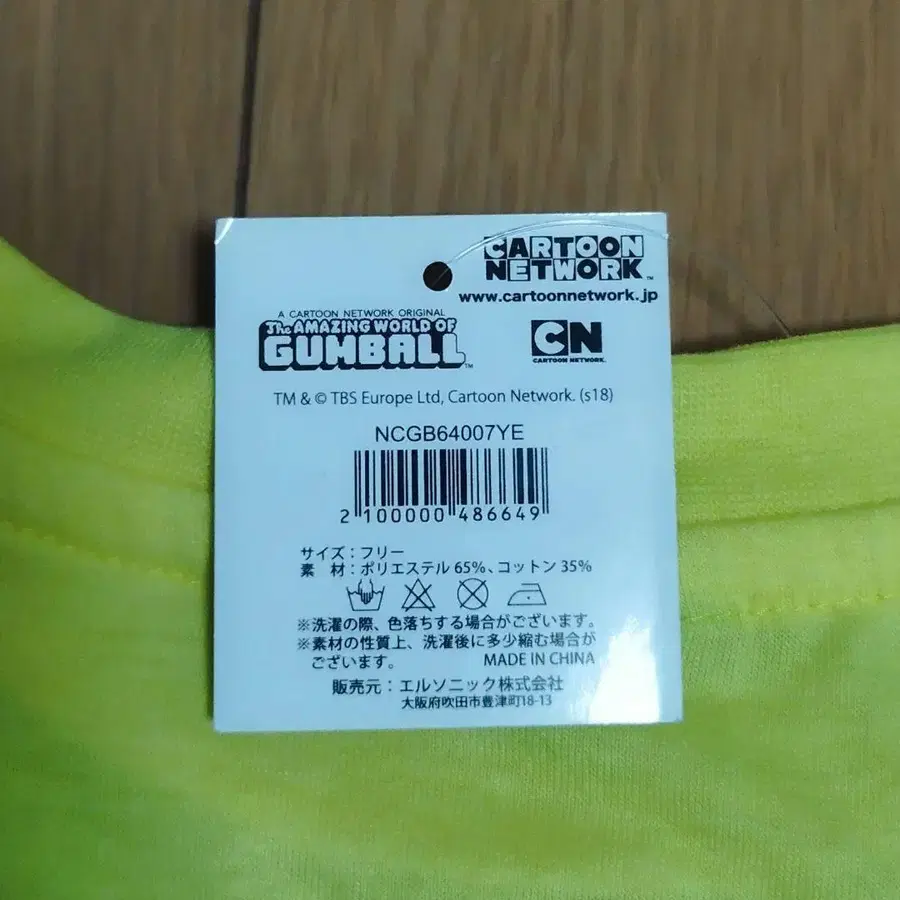 CARTOON
NETWORK™
www.cartoonnetwork.jp
A CARTOON NETWORK ORIGINAL
The AMAZING WORLD OF
GUMBALL™
CN
CARTOON NETWORK.
TM & © TBS Europe Ltd, Cartoon Network. (s18)
NCGB64007YE
2 100000 486649
サイズ：フリー
素　材：ポリエステル 65%、コットン 35%
※洗濯の際、色落ちする場合がございます。
※素材の性質上、洗濯後に多少縮む場合が
ございます。　MADE IN CHINA
販売元：エルソニック株式会社
大阪府吹田市豊津町18-13